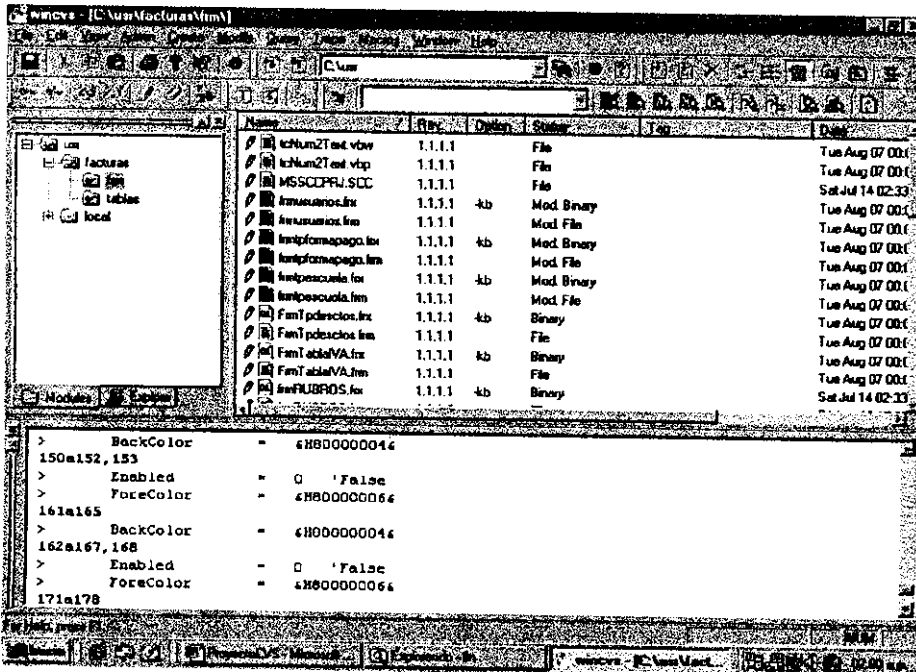 wincvs - [C:\usr\facturas\frm\]
C:\usr
Name Rev. Option Status Tag Date
tcNum2Text.vbw 1.1.1.1 File Tue Aug 07 00:0
tcNum2Text.vbp 1.1.1.1 File Tue Aug 07 00:0
MSSCCPRJ.SCC 1.1.1.1 File Sat Jul 14 02:33
frmusuarios.frx 1.1.1.1 -kb Mod. Binary Tue Aug 07 00:0
frmusuarios.frm 1.1.1.1 Mod. File Tue Aug 07 00:0
frmtpformapago.frx 1.1.1.1 -kb Mod. Binary Tue Aug 07 00:0
frmtpformapago.frm 1.1.1.1 Mod. File Tue Aug 07 00:0
frmtpescuela.frx 1.1.1.1 -kb Mod. Binary Tue Aug 07 00:0
frmtpescuela.frm 1.1.1.1 Mod. File Tue Aug 07 00:0
FrmTpdesctos.frx 1.1.1.1 -kb Binary Tue Aug 07 00:0
FrmTpdesctos.frm 1.1.1.1 File Tue Aug 07 00:0
FrmTablaIVA.frx 1.1.1.1 -kb Binary Tue Aug 07 00:0
FrmTablaIVA.frm 1.1.1.1 File Tue Aug 07 00:0
frmRUBROS.frx 1.1.1.1 -kb Binary Sat Jul 14 02:33
usr
facturas
frm
tablas
local
Modules Explorer
> BackColor = &H80000004&
150a152,153
> Enabled = 0 'False
> ForeColor = &H80000006&
161a165
> BackColor = &H80000004&
162a167,168
> Enabled = 0 'False
> ForeColor = &H80000006&
171a178
For Help, press F1
NUM